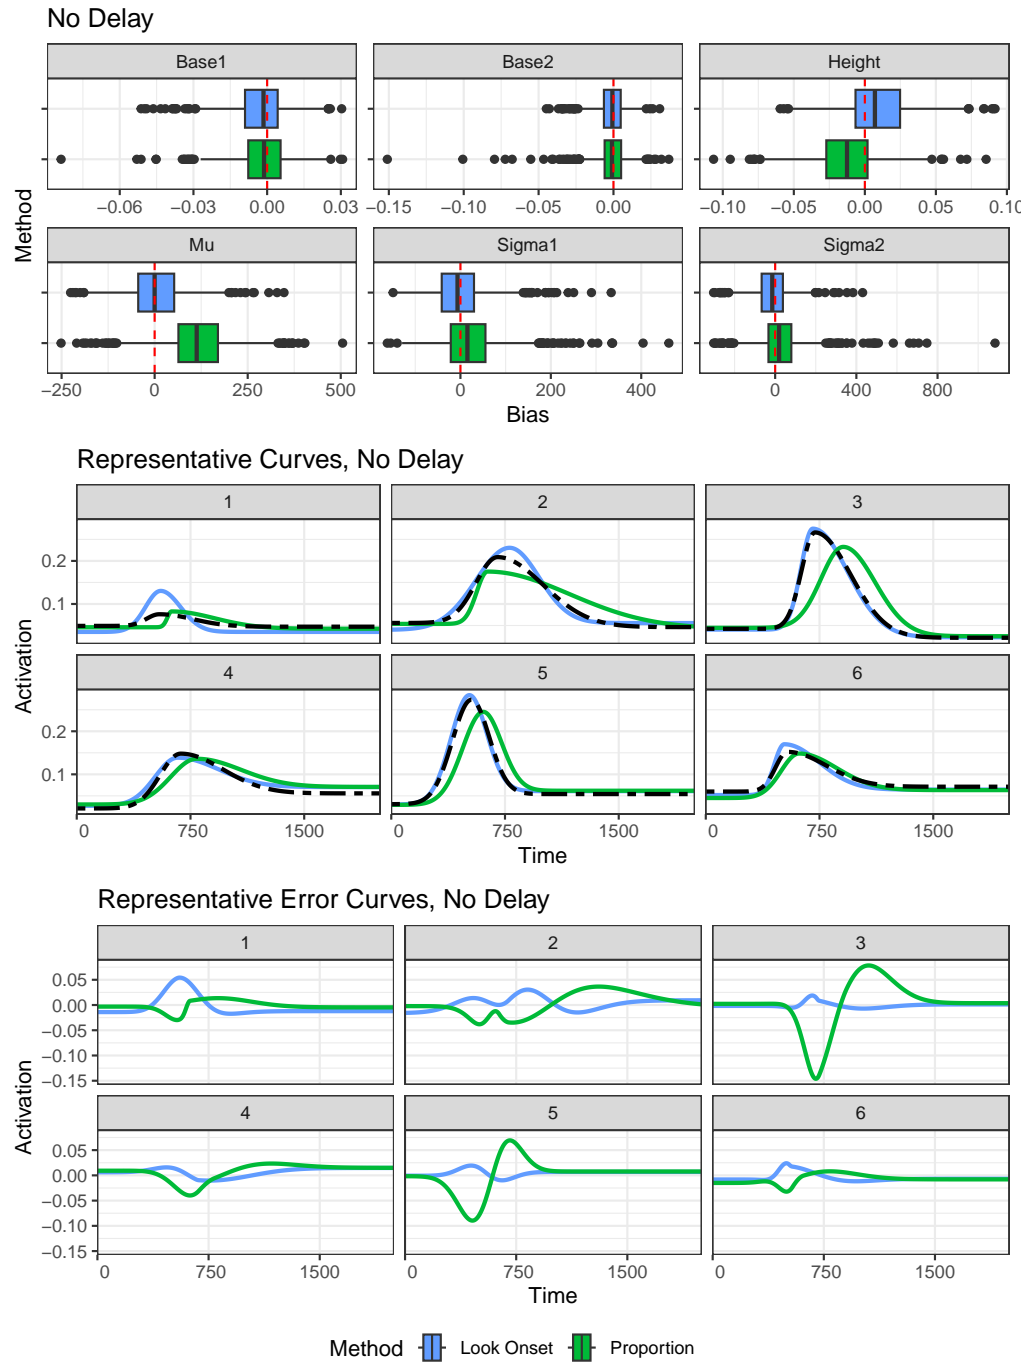 No Delay
Base1 Base2 Height
−0.06 −0.03 0.00 0.03 −0.15 −0.10 −0.05 0.00 −0.10 −0.05 0.00 0.05 0.10
Method
Mu Sigma1 Sigma2
−250 0 250 500 0 200 400 0 400 800
Bias
Representative Curves, No Delay
1 2 3
0.2
0.1
Activation
4 5 6
0.2
0.1
0 750 1500 0 750 1500 0 750 1500
Time
Representative Error Curves, No Delay
1 2 3
0.05
0.00
−0.05
−0.10
−0.15
Activation
4 5 6
0.05
0.00
−0.05
−0.10
−0.15
0 750 1500 0 750 1500 0 750 1500
Time
Method Look Onset Proportion